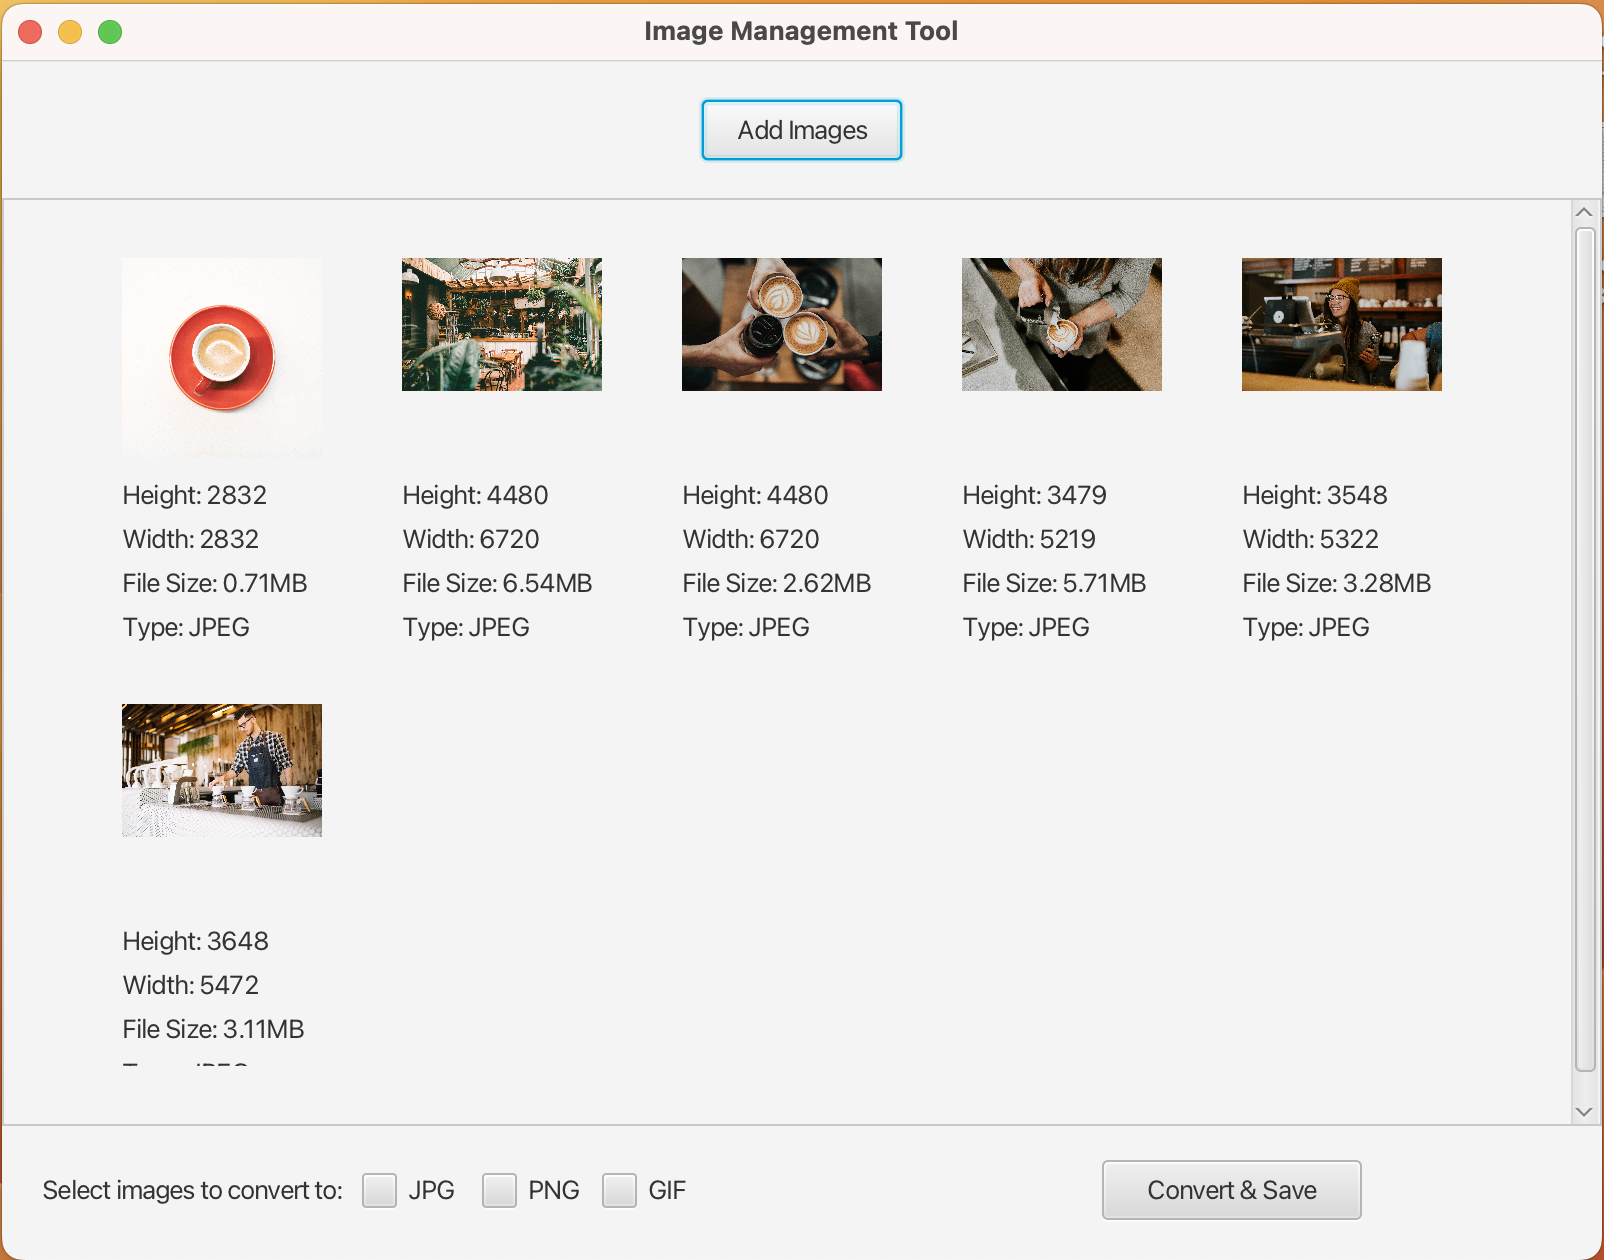 Image Management Tool
Add Images
Height: 2832
Width: 2832
File Size: 0.71MB
Type: JPEG
Height: 4480
Width: 6720
File Size: 6.54MB
Type: JPEG
Height: 4480
Width: 6720
File Size: 2.62MB
Type: JPEG
Height: 3479
Width: 5219
File Size: 5.71MB
Type: JPEG
Height: 3548
Width: 5322
File Size: 3.28MB
Type: JPEG
Height: 3648
Width: 5472
File Size: 3.11MB
Select images to convert to:
JPG
PNG
GIF
Convert & Save